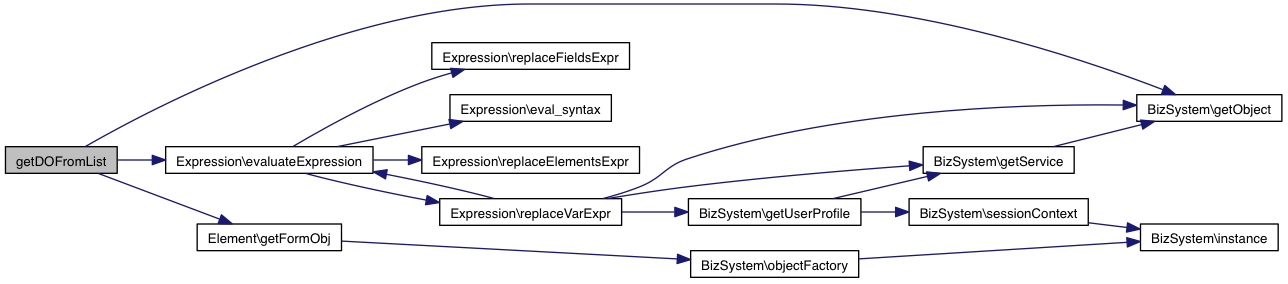 Expression\replaceFieldsExpr
Expression\eval_syntax
BizSystem\getObject
getDOFromList
Expression\evaluateExpression
Expression\replaceElementsExpr
BizSystem\getService
Expression\replaceVarExpr
BizSystem\getUserProfile
BizSystem\sessionContext
Element\getFormObj
BizSystem\instance
BizSystem\objectFactory